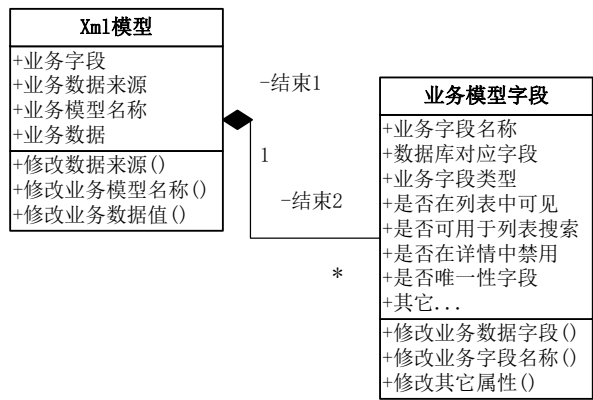 Xml模型
+业务字段
+业务数据来源
+业务模型名称
+业务数据
+修改数据来源()
+修改业务模型名称()
+修改业务数据值()
-结束1
1
-结束2
*
业务模型字段
+业务字段名称
+数据库对应字段
+业务字段类型
+是否在列表中可见
+是否可用于列表搜索
+是否在详情中禁用
+是否唯一性字段
+其它...
+修改业务数据字段()
+修改业务字段名称()
+修改其它属性()